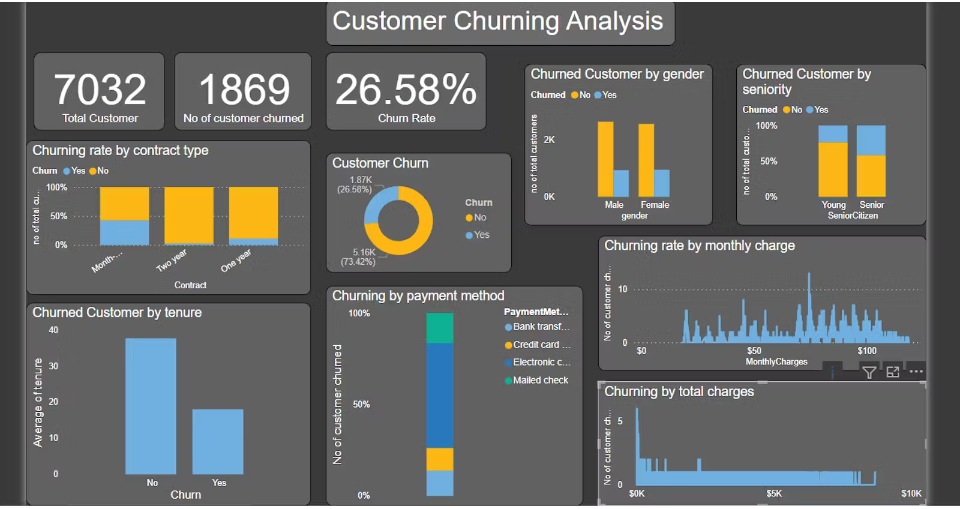 Customer Churning Analysis
7032
Total Customer
1869
No of customer churned
26.58%
Churn Rate
Churned Customer by gender
Churned No Yes
no of total customers
2K
0K
Male Female
gender
Churned Customer by
seniority
Churned No Yes
no of total custo...
100%
50%
0%
Young Senior
SeniorCitizen
Churning rate by contract type
Churn Yes No
no of total cu...
100%
50%
0%
Month-...
Two year
One year
Contract
Customer Churn
1.87K
(26.58%)
5.16K
(73.42%)
Churn
No
Yes
Churning rate by monthly charge
No of customer ch...
10
0
$0 $50 $100
MonthlyCharges
Churned Customer by tenure
Average of tenure
40
30
20
10
0
No Yes
Churn
Churning by payment method
No of customer churned
100%
50%
0%
PaymentMet...
Bank transf...
Credit card ...
Electronic c...
Mailed check
Churning by total charges
No of customer ch...
5
0
$0K $5K $10K